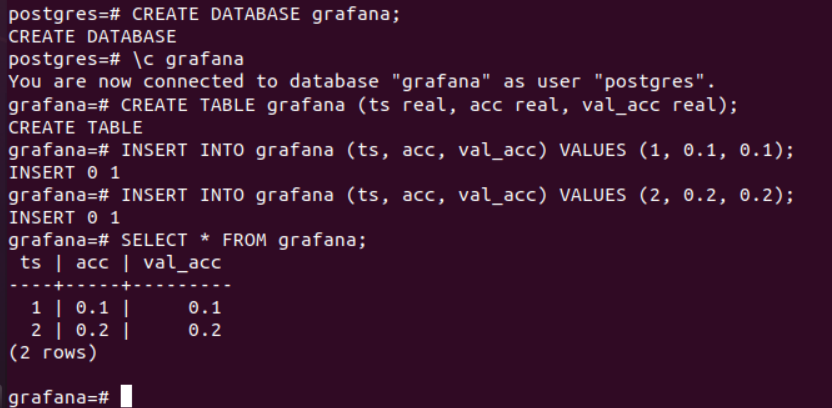 postgres=# CREATE DATABASE grafana;
CREATE DATABASE
postgres=# \c grafana
You are now connected to database "grafana" as user "postgres".
grafana=# CREATE TABLE grafana (ts real, acc real, val_acc real);
CREATE TABLE
grafana=# INSERT INTO grafana (ts, acc, val_acc) VALUES (1, 0.1, 0.1);
INSERT 0 1
grafana=# INSERT INTO grafana (ts, acc, val_acc) VALUES (2, 0.2, 0.2);
INSERT 0 1
grafana=# SELECT * FROM grafana;
 ts | acc | val_acc
----+-----+---------
  1 | 0.1 |     0.1
  2 | 0.2 |     0.2
(2 rows)

grafana=#